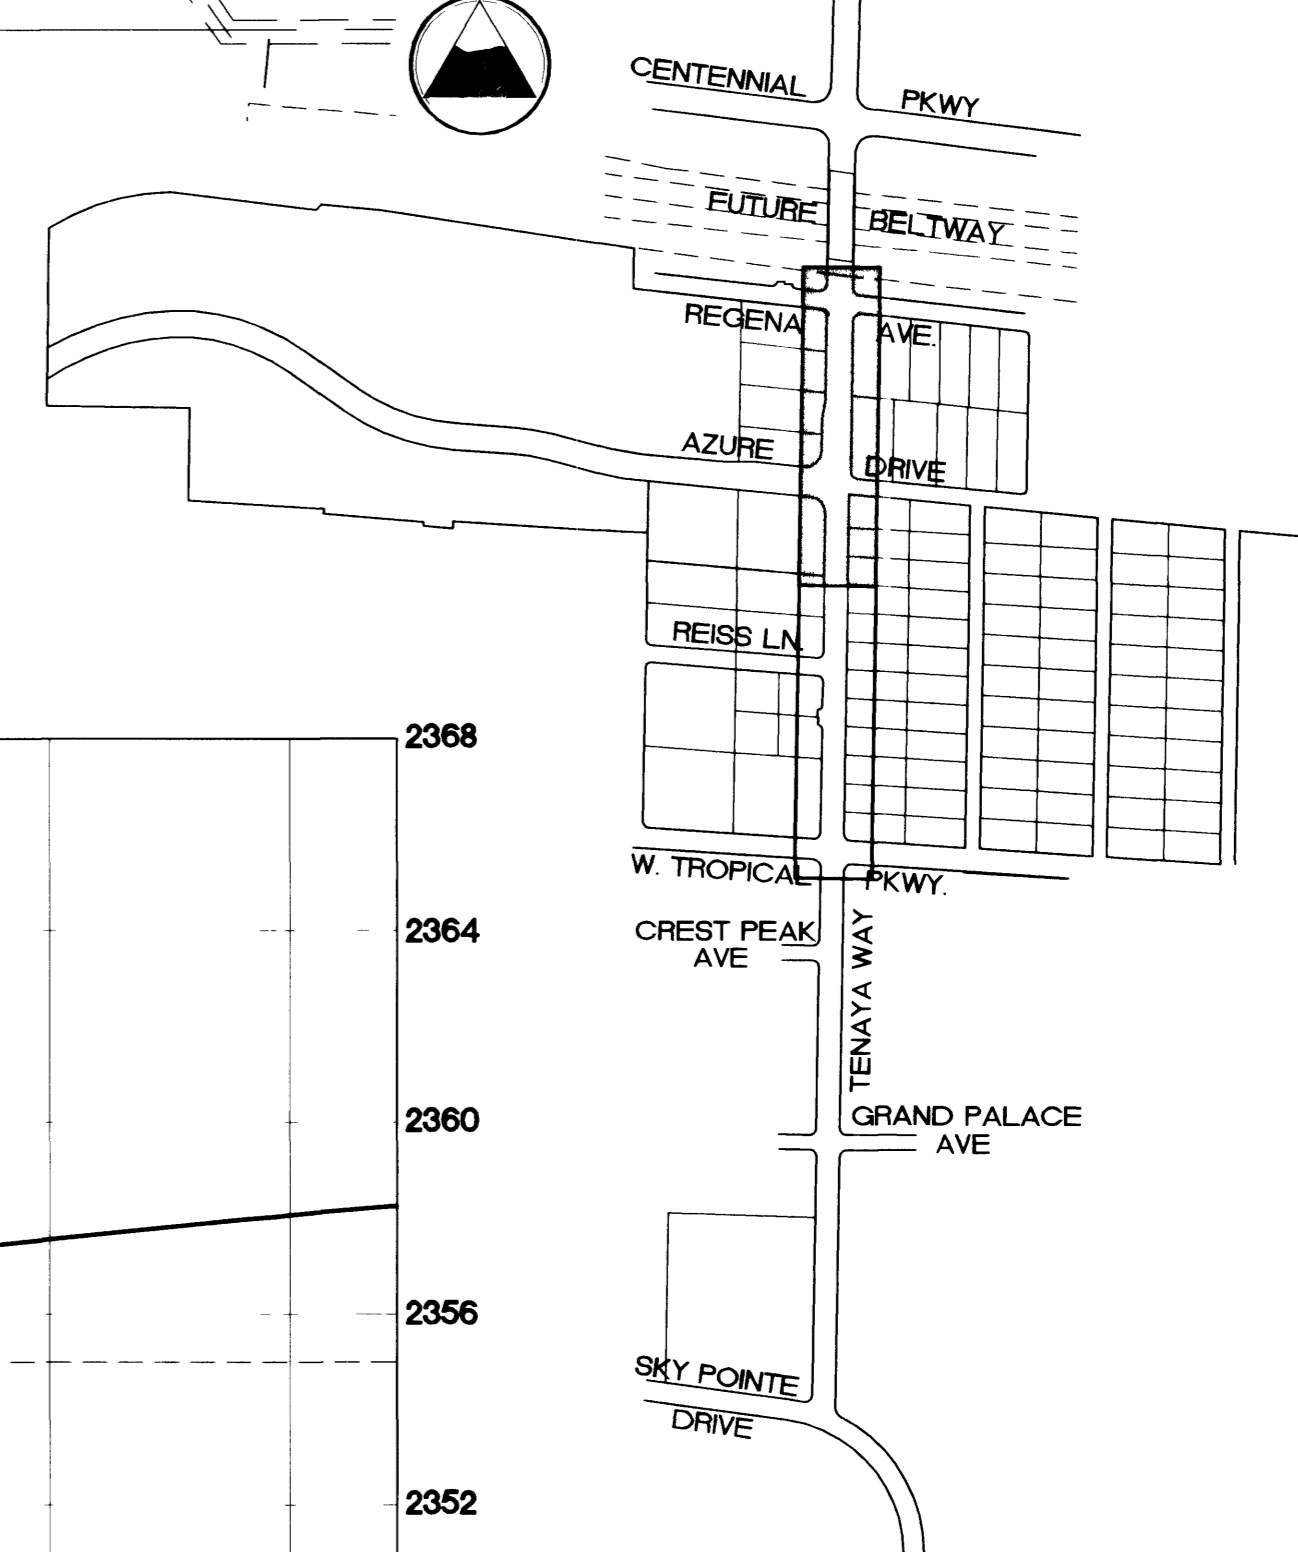 CENTENNIAL PKWY
FUTURE BELTWAY
REGENA AVE.
AZURE DRIVE
REISS LN.
2368
W. TROPICAL PKWY.
CREST PEAK
AVE
2364
TENAYA WAY
GRAND PALACE
AVE
2360
2356
SKY POINTE
DRIVE
2352